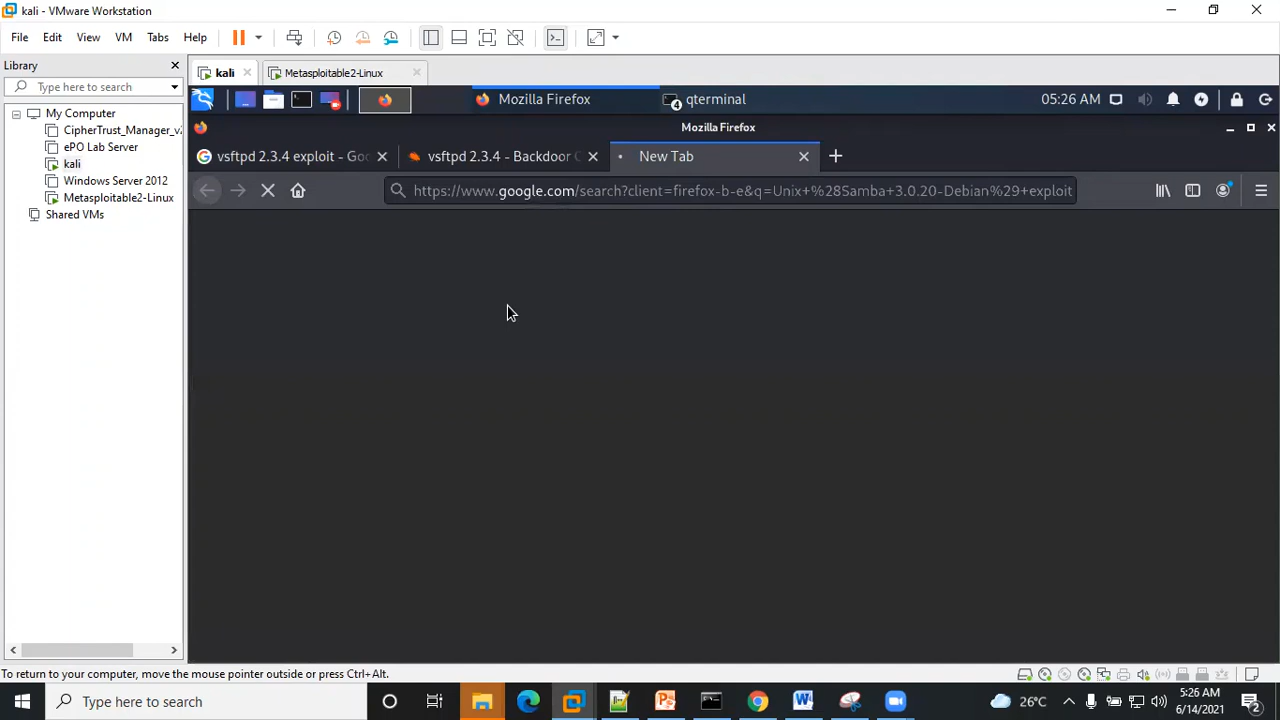 kali - VMware Workstation
File Edit View VM Tabs Help
Library
Type here to search
My Computer
CipherTrust_Manager_v
ePO Lab Server
kali
Windows Server 2012
Metasploitable2-Linux
Shared VMs
kali Metasploitable2-Linux
Mozilla Firefox 4 qterminal 05:26 AM
Mozilla Firefox
vsftpd 2.3.4 exploit - Goo vsftpd 2.3.4 - Backdoor New Tab
https://www.google.com/search?client=firefox-b-e&q=Unix+%28Samba+3.0.20-Debian%29+exploit
To return to your computer, move the mouse pointer outside or press Ctrl+Alt.
Type here to search 26°C 5:26 AM
6/14/2021 2